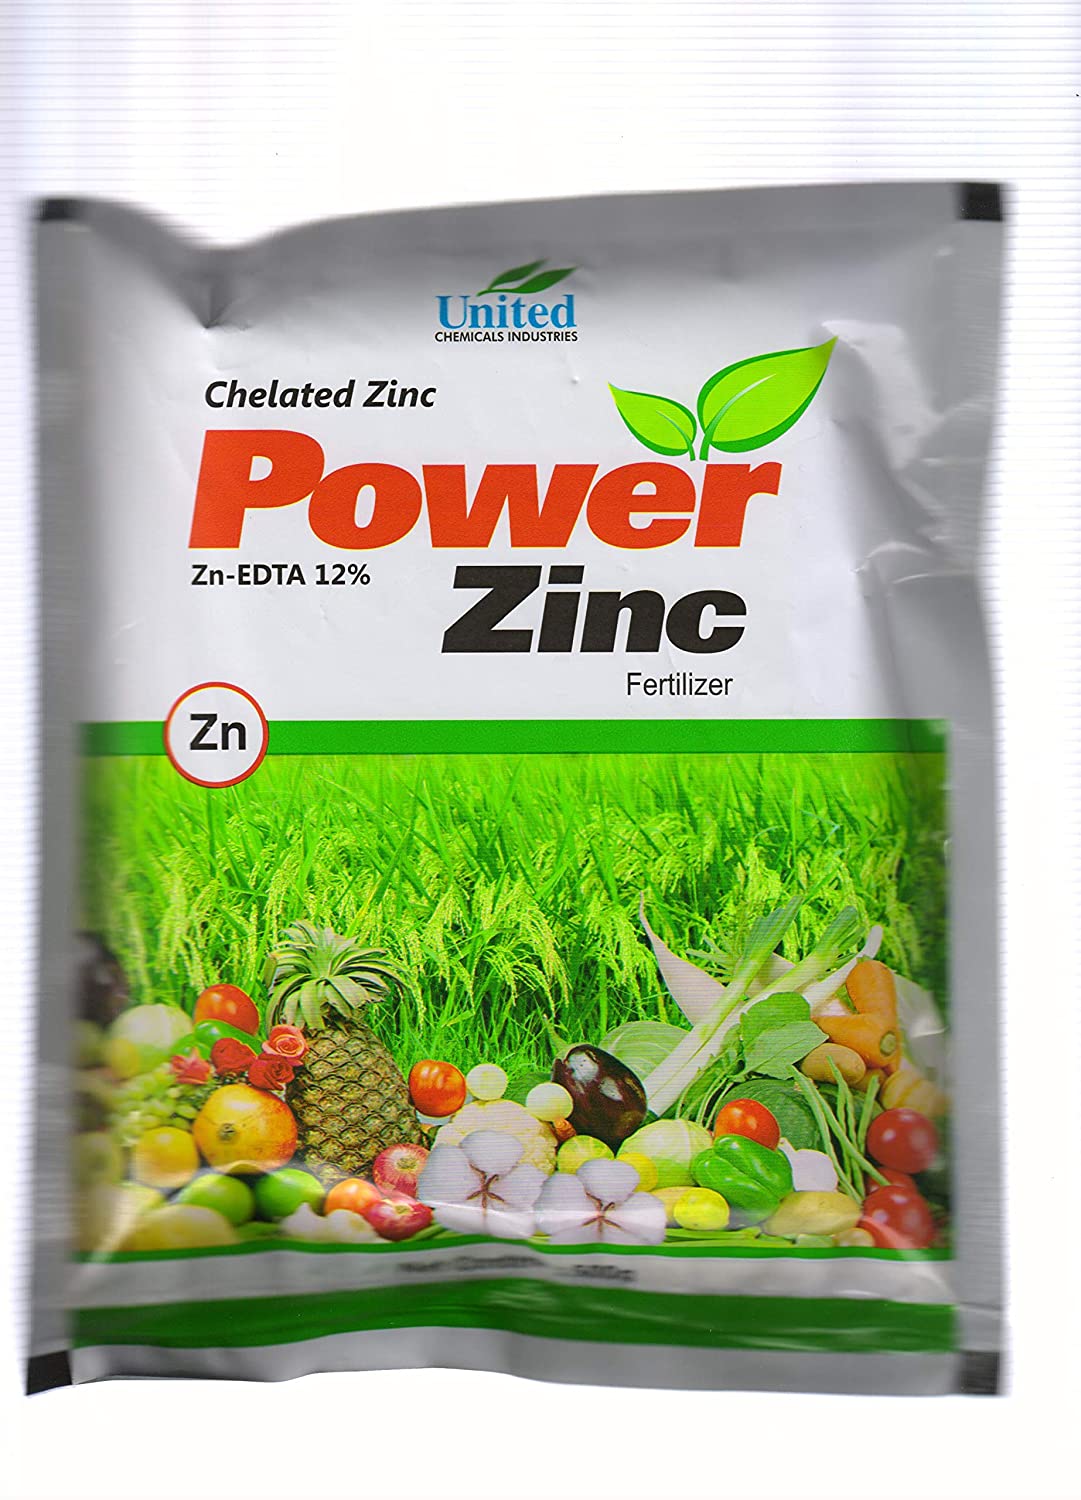 United
CHEMICALS INDUSTRIES
Chelated Zinc
Power
Zn-EDTA 12%
Zinc
Fertilizer
Zn